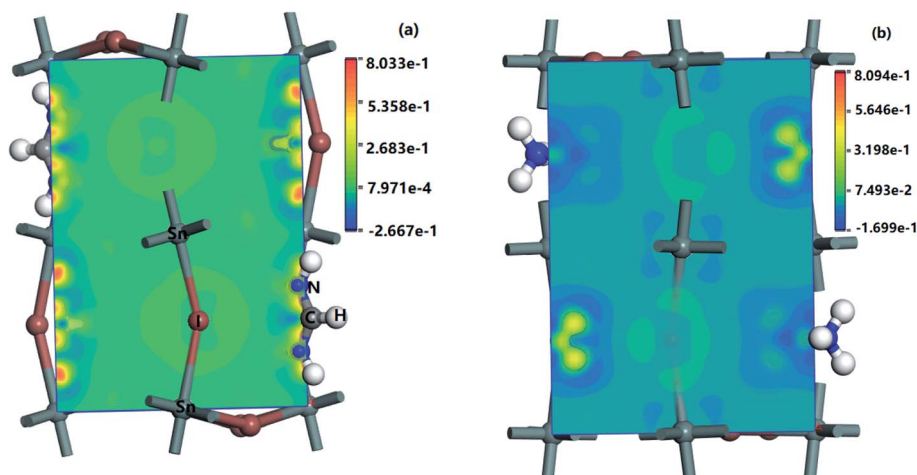 (a)
8.033e-1
5.358e-1
2.683e-1
7.971e-4
-2.667e-1
Sn
N
I
C
H
Sn
(b)
8.094e-1
5.646e-1
3.198e-1
7.493e-2
-1.699e-1